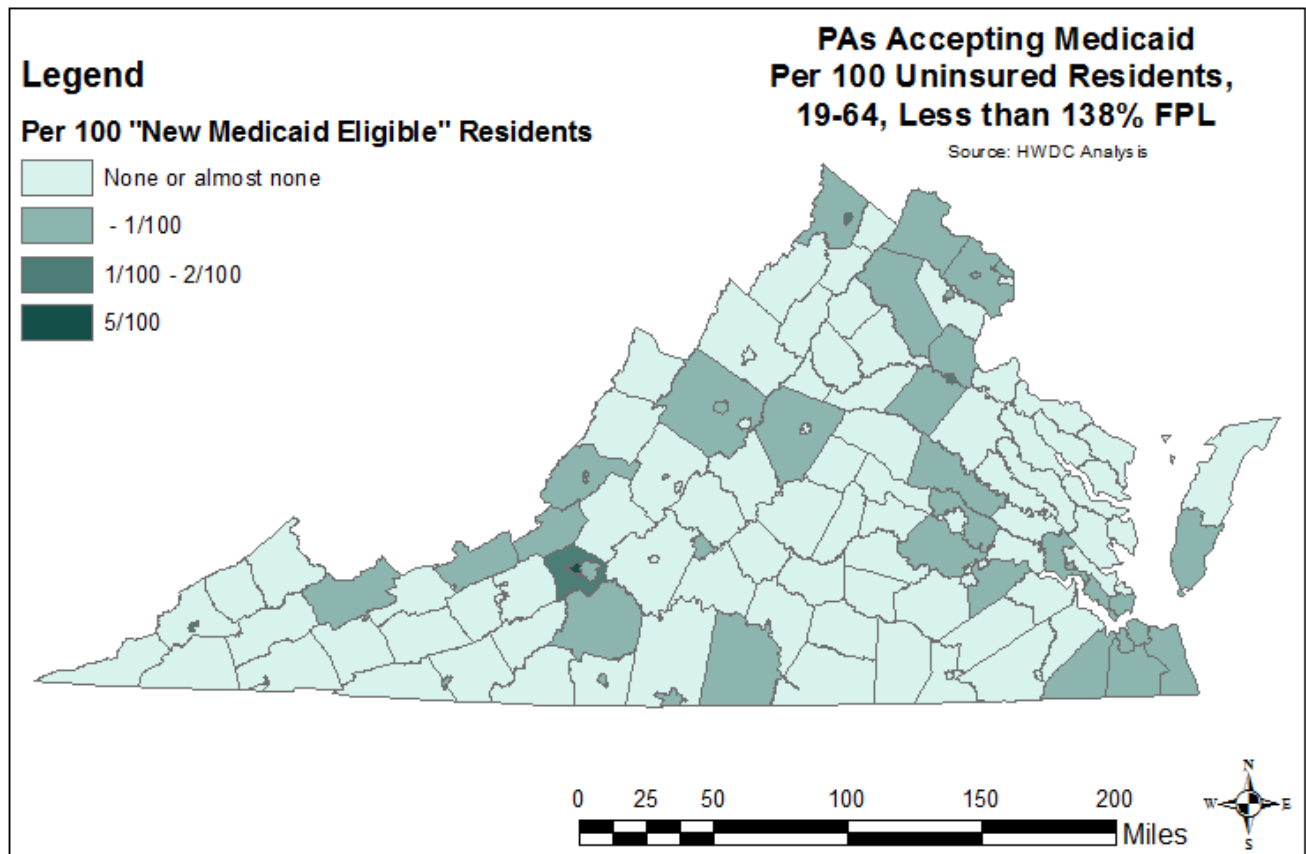 PAs Accepting Medicaid
Per 100 Uninsured Residents,
19-64, Less than 138% FPL
Source: HWDC Analysis
Legend
Per 100 "New Medicaid Eligible" Residents
None or almost none
- 1/100
1/100 - 2/100
5/100
0 25 50 100 150 200
Miles
N
W E
S